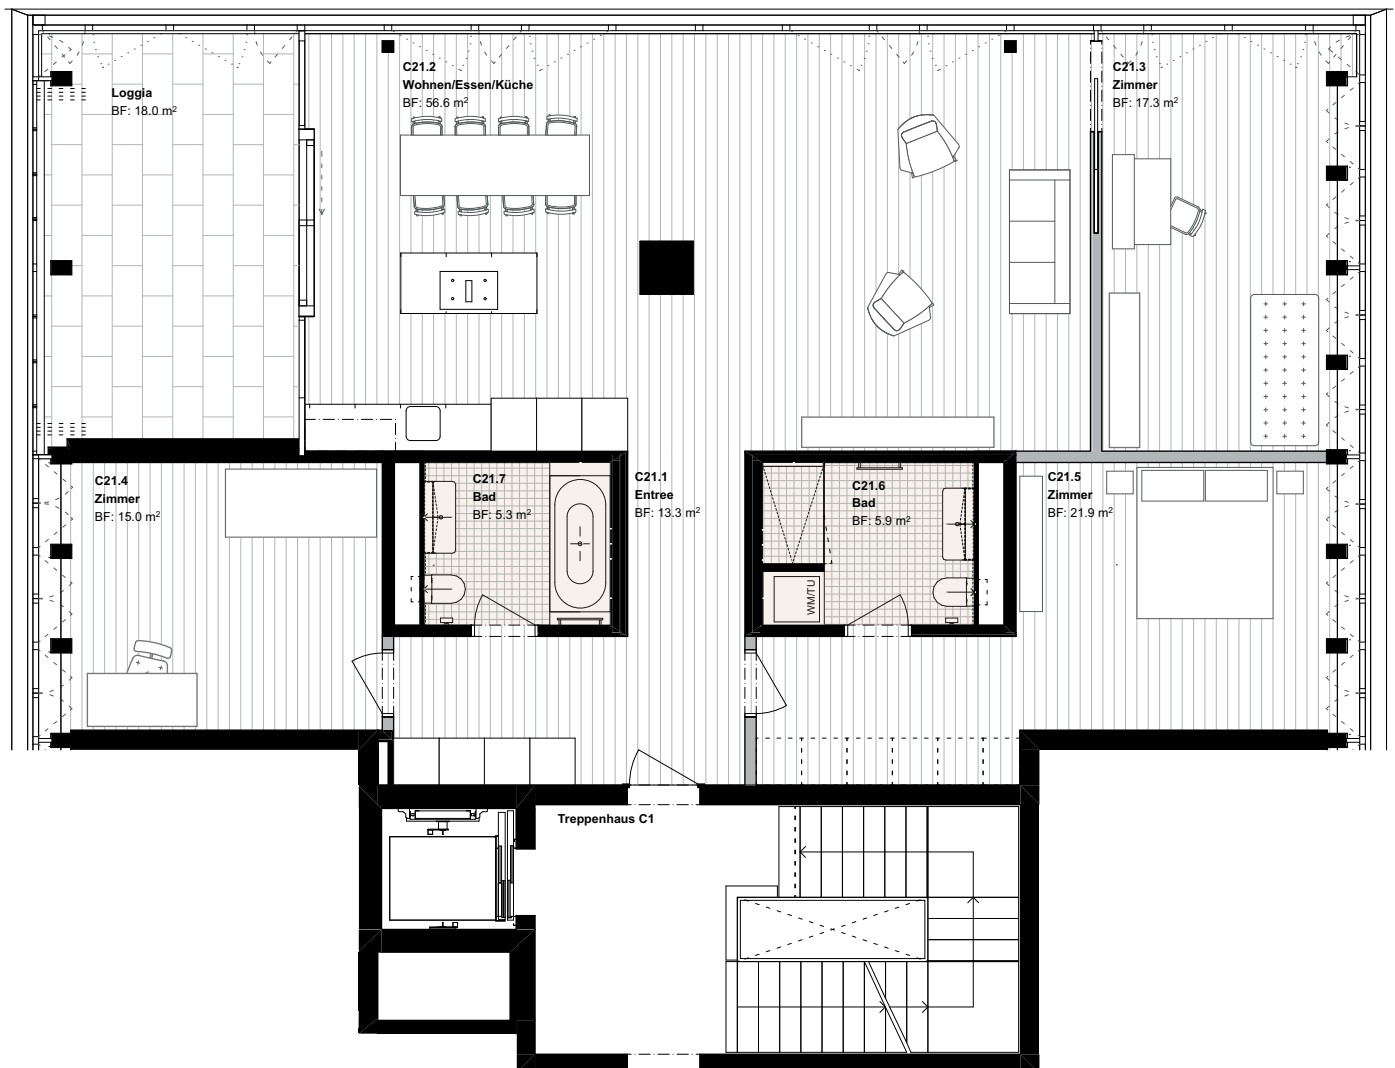 Loggia
BF: 18.0 m²
C21.2
Wohnen/Essen/Küche
BF: 56.6 m²
C21.3
Zimmer
BF: 17.3 m²
C21.4
Zimmer
BF: 15.0 m²
C21.7
Bad
BF: 5.3 m²
C21.1
Entree
BF: 13.3 m²
C21.6
Bad
BF: 5.9 m²
WM/TU
C21.5
Zimmer
BF: 21.9 m²
Treppenhaus C1